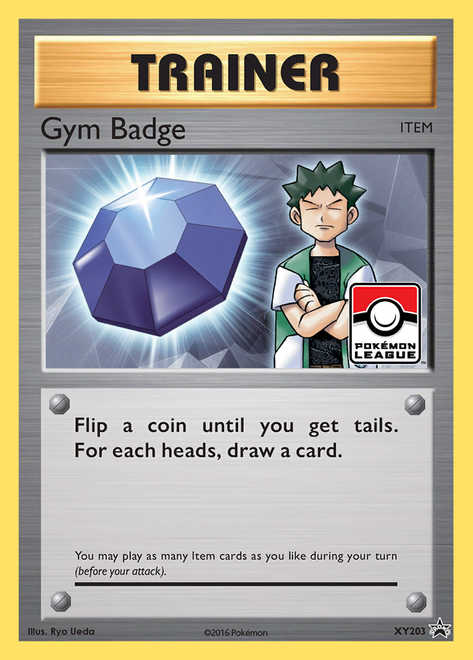 TRAINER
Gym Badge
ITEM
POKÉMON
LEAGUE™
Flip a coin until you get tails.
For each heads, draw a card.
You may play as many Item cards as you like during your turn
(before your attack).
Illus. Ryo Ueda
©2016 Pokémon
XY203